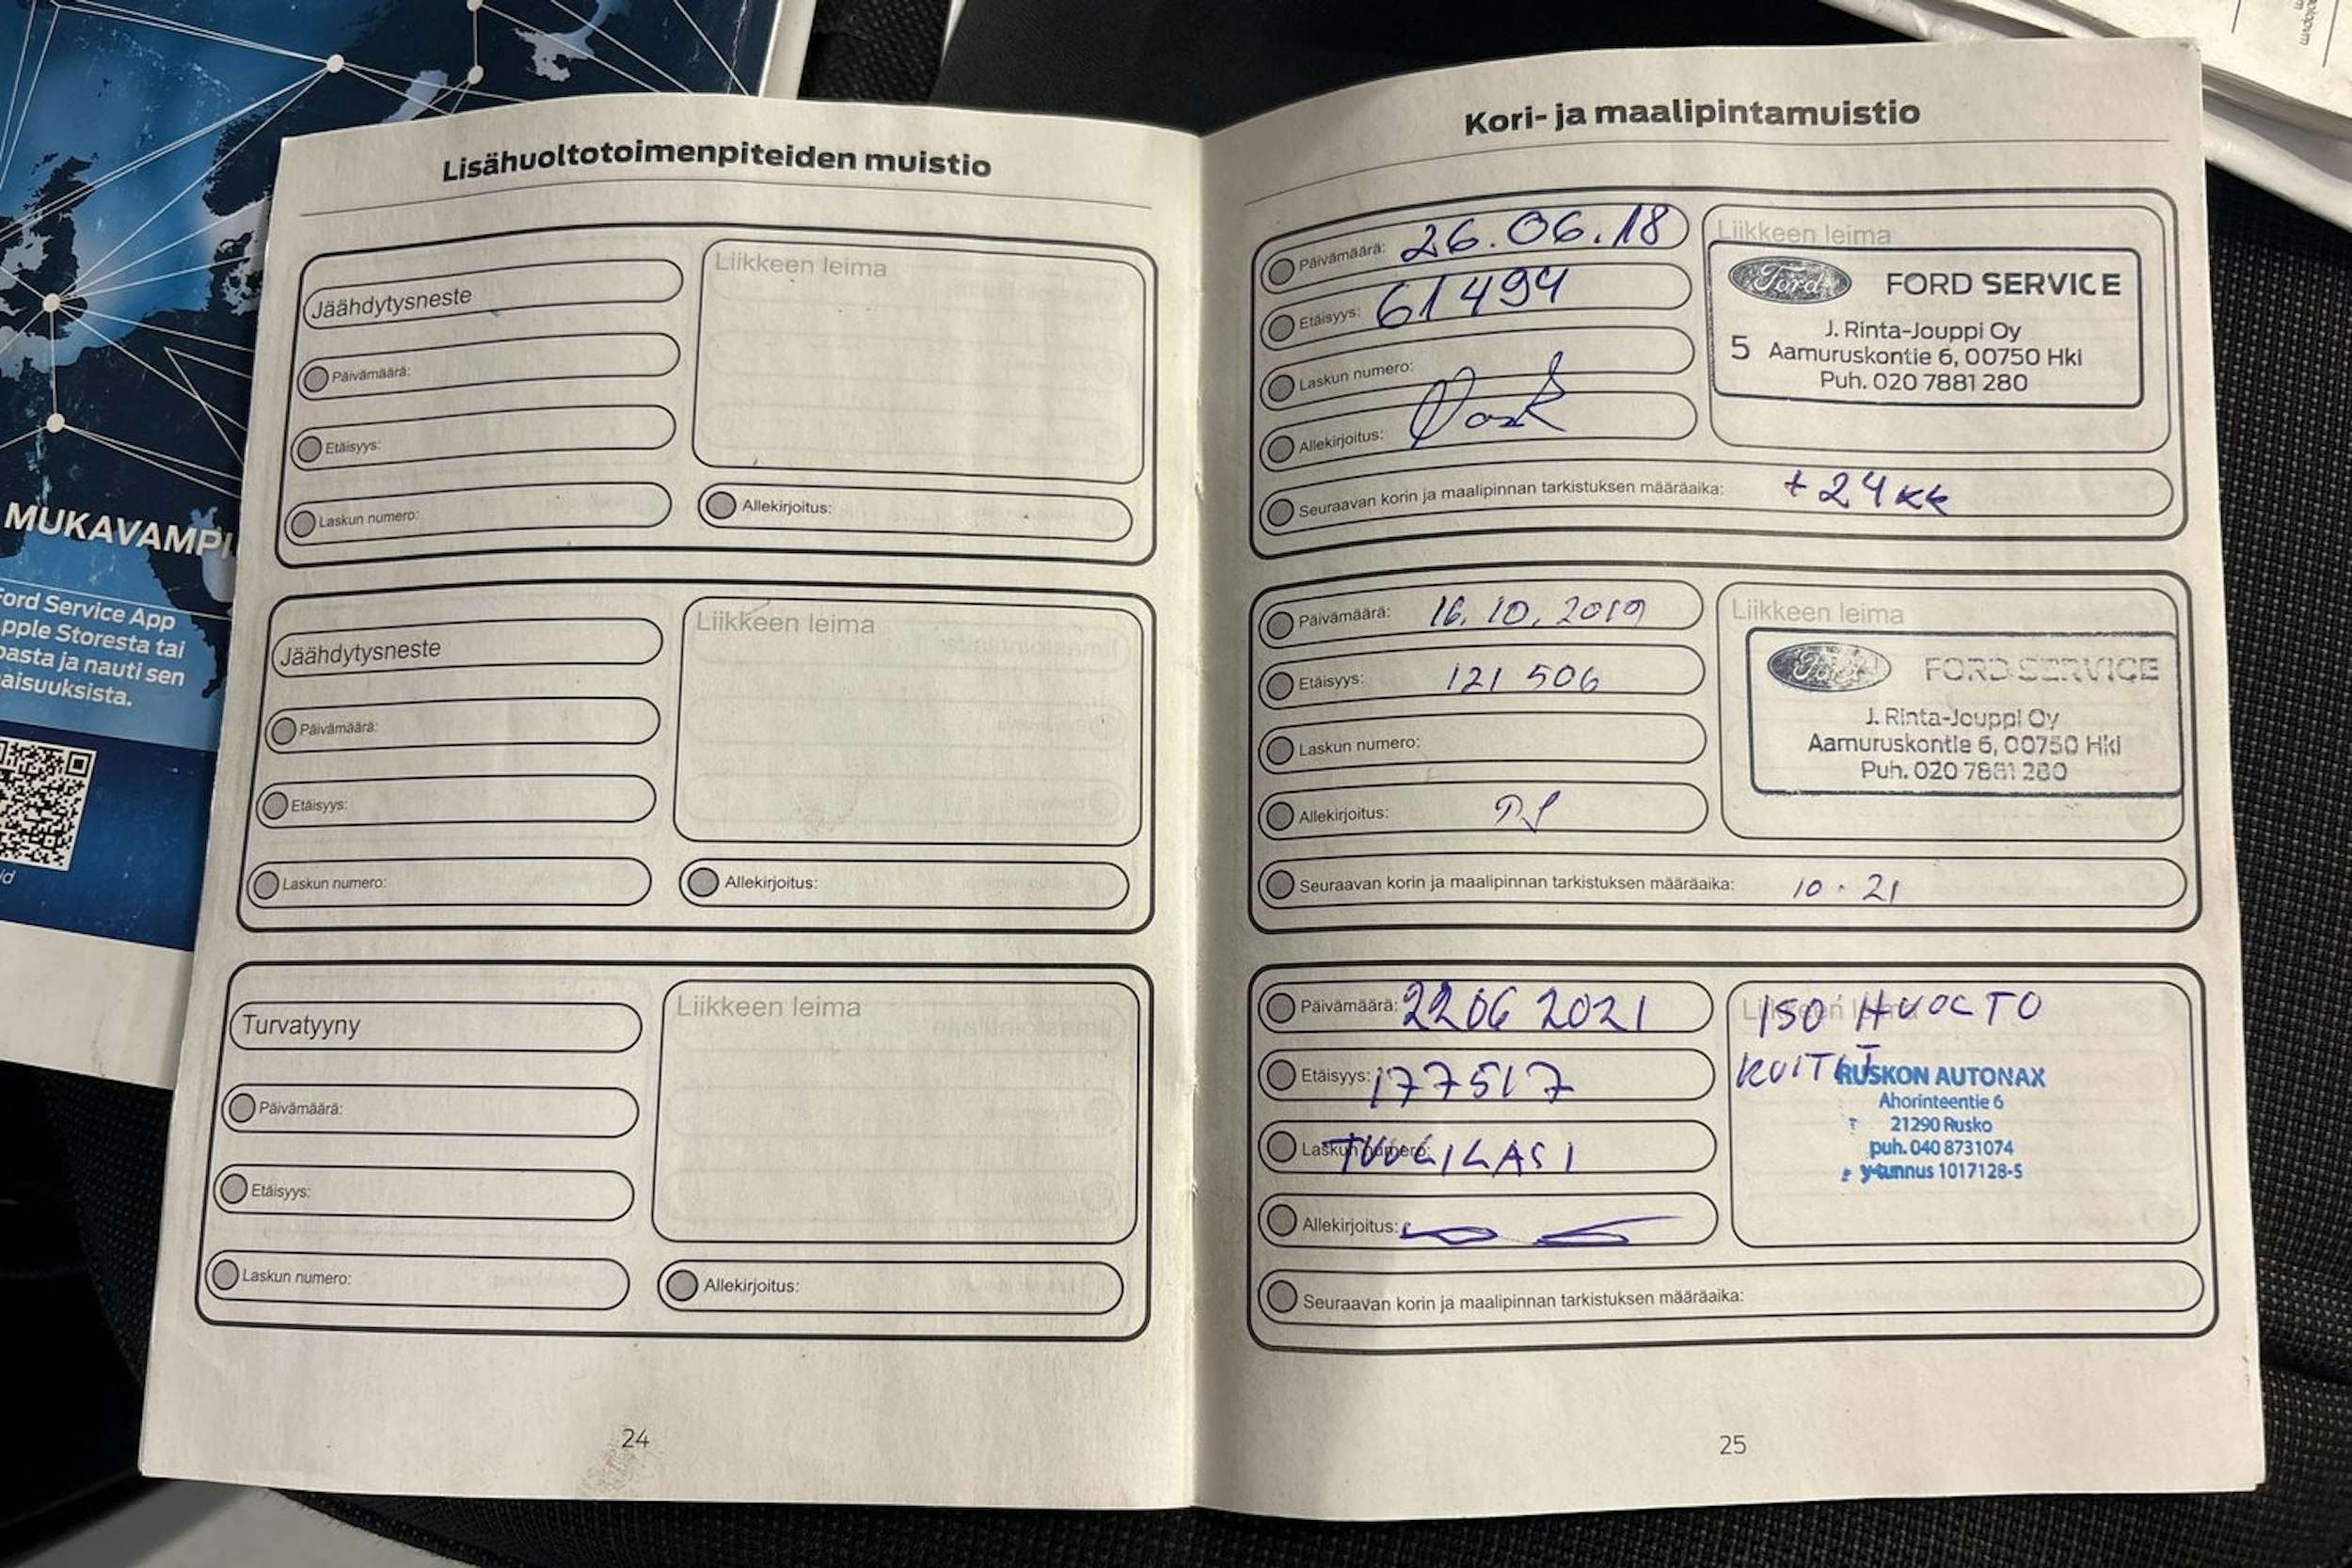 MUKAVAMPI
Ford Service App
pple Storesta tai
asta ja nauti sen
aisuuksista.
id
Lisähuoltotoimenpiteiden muistio
Jäähdytysneste
Päivämäärä:
Etäisyys:
Laskun numero:
Liikkeen leima
Allekirjoitus:
Jäähdytysneste
Päivämäärä:
Etäisyys:
Laskun numero:
Liikkeen leima
Allekirjoitus:
Turvatyyny
Päivämäärä:
Etäisyys:
Laskun numero:
Liikkeen leima
Allekirjoitus:
24
Kori- ja maalipintamuistio
Päivämäärä: 26.06.18
Etäisyys: 61494
Laskun numero:
Allekirjoitus:
Liikkeen leima
Ford FORD SERVICE
J. Rinta-Jouppi Oy
5 Aamuruskontie 6, 00750 Hki
Puh. 020 7881 280
Seuraavan korin ja maalipinnan tarkistuksen määräaika: +24kk
Päivämäärä: 16.10.2019
Etäisyys: 121 506
Laskun numero:
Allekirjoitus:
Liikkeen leima
Ford FORD SERVICE
J. Rinta-Jouppi Oy
Aamuruskontie 6, 00750 Hki
Puh. 020 7881 280
Seuraavan korin ja maalipinnan tarkistuksen määräaika: 10.21
Päivämäärä: 22 06 2021
Etäisyys: 177517
Laskun numero: TUULILASI
Allekirjoitus:
Liikkeen leima
ISO HUOLTO
KUITIT
RUSKON AUTONAX
Ahorinteentie 6
21290 Rusko
puh. 040 8731074
y-tunnus 1017128-5
Seuraavan korin ja maalipinnan tarkistuksen määräaika:
25